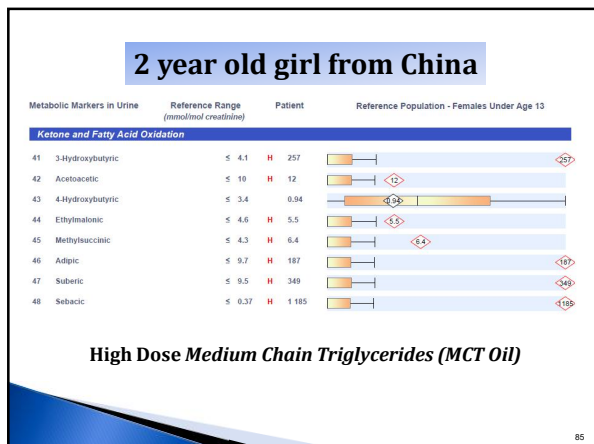 2 year old girl from China
Metabolic Markers in Urine Reference Range Patient Reference Population - Females Under Age 13
(mmol/mol creatinine)
Ketone and Fatty Acid Oxidation
41 3-Hydroxybutyric ≤ 4.1 H 257 257
42 Acetoacetic ≤ 10 H 12 12
43 4-Hydroxybutyric ≤ 3.4 0.94 0.94
44 Ethylmalonic ≤ 4.6 H 5.5 5.5
45 Methylsuccinic ≤ 4.3 H 6.4 6.4
46 Adipic ≤ 9.7 H 187 187
47 Suberic ≤ 9.5 H 349 349
48 Sebacic ≤ 0.37 H 1 185 1185
High Dose Medium Chain Triglycerides (MCT Oil)
85